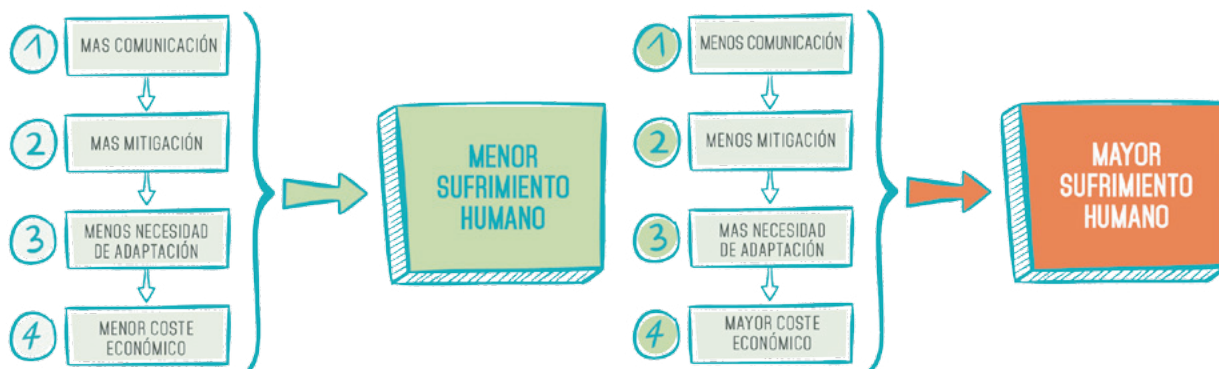 1
MAS COMUNICACIÓN
2
MAS MITIGACIÓN
3
MENOS NECESIDAD
DE ADAPTACIÓN
4
MENOR COSTE
ECONÓMICO
MENOR
SUFRIMIENTO
HUMANO
1
MENOS COMUNICACIÓN
2
MENOS MITIGACIÓN
3
MAS NECESIDAD
DE ADAPTACIÓN
4
MAYOR COSTE
ECONÓMICO
MAYOR
SUFRIMIENTO
HUMANO